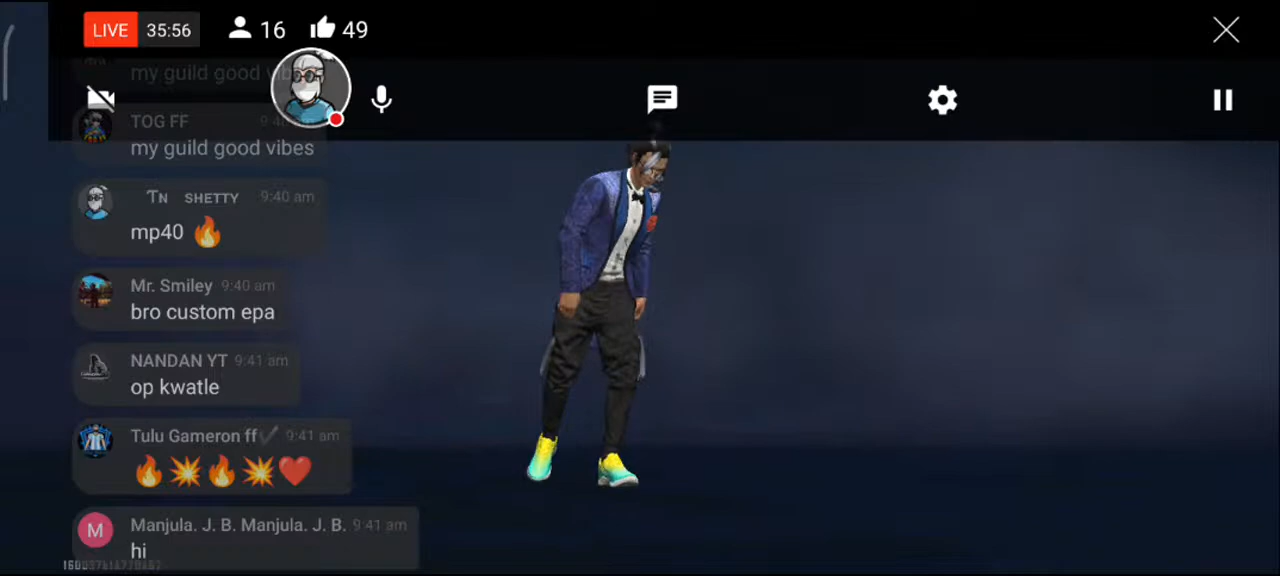 LIVE 35:56 16 49
my guild good vibes
TOG FF
my guild good vibes
TN SHETTY 9:40 am
mp40 🔥
Mr. Smiley 9:40 am
bro custom epa
NANDAN YT 9:41 am
op kwatle
Tulu Gameron ff✓ 9:41 am
🔥💥🔥💥❤️
Manjula. J. B. Manjula. J. B. 9:41 am
M
hi